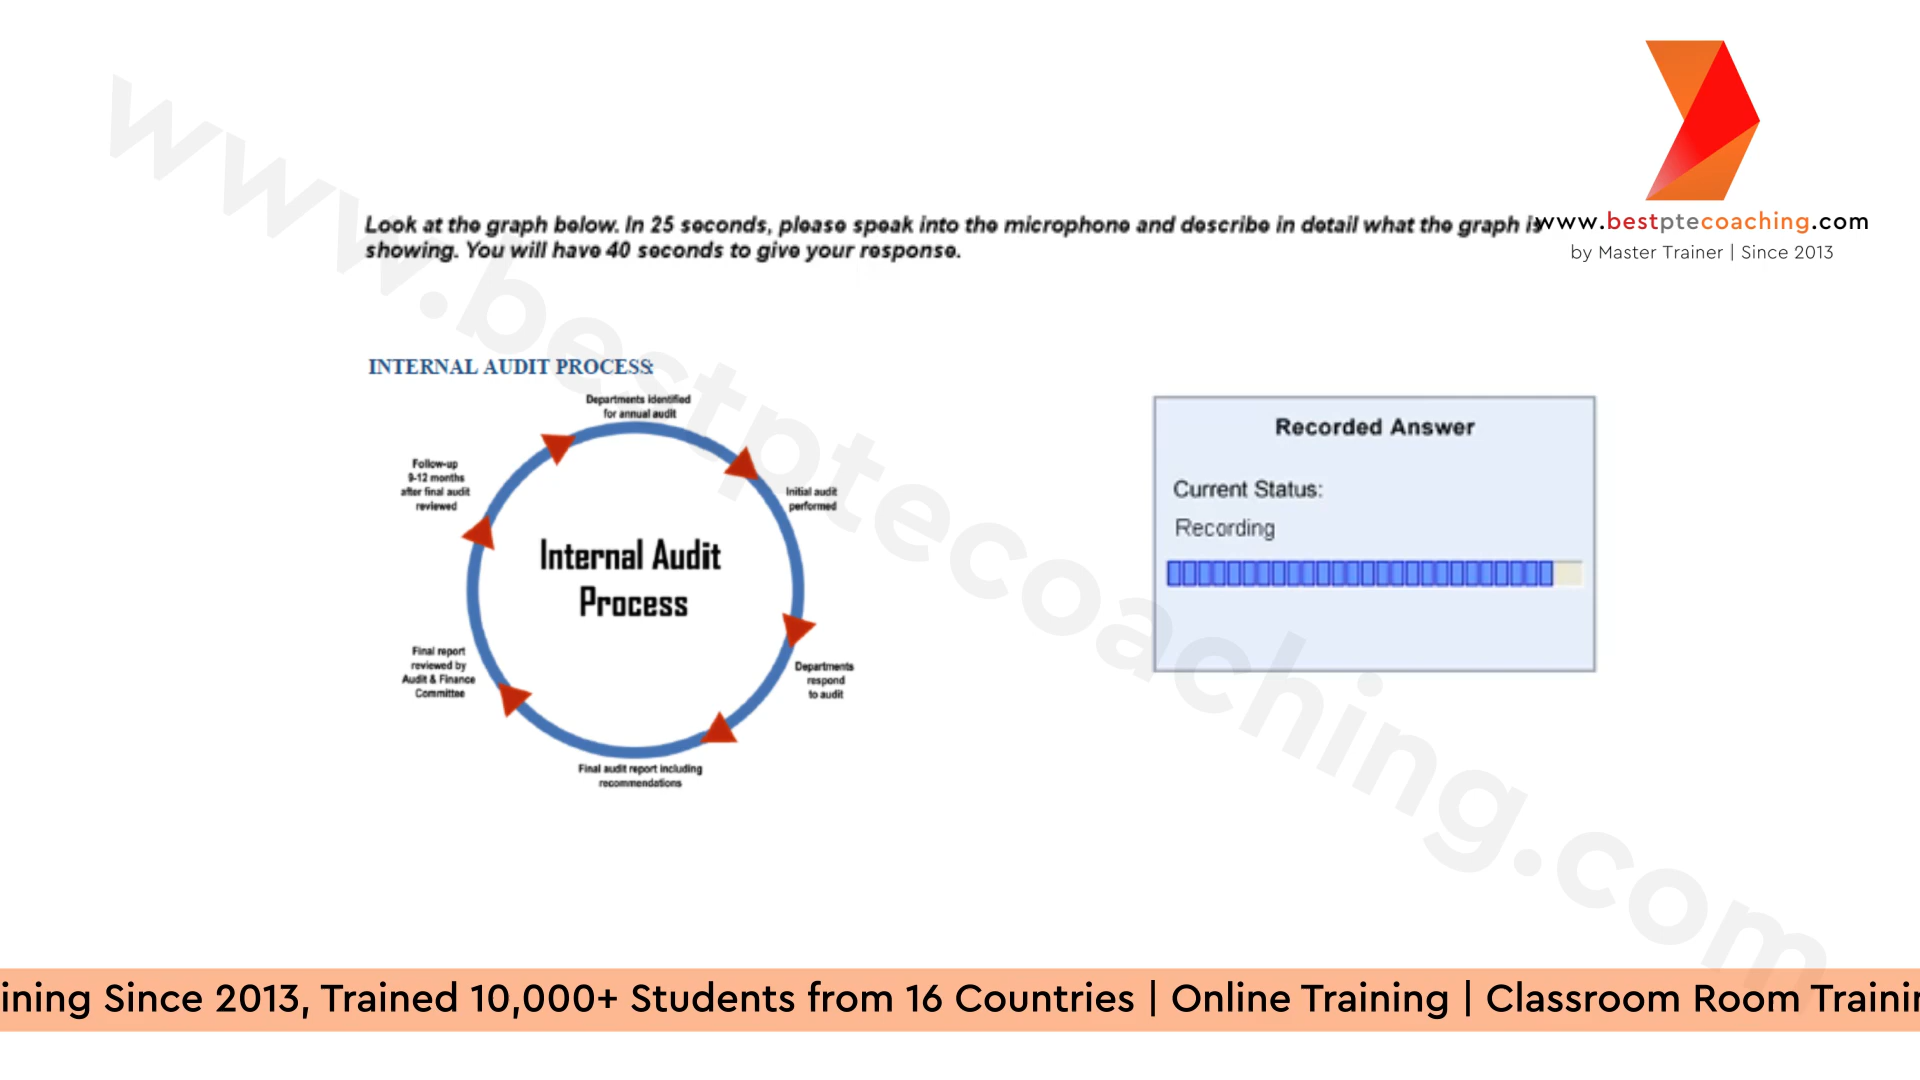 www.bestptecoaching.com
Look at the graph below. In 25 seconds, please speak into the microphone and describe in detail what the graph is
showing. You will have 40 seconds to give your response.
www.bestptecoaching.com
by Master Trainer | Since 2013
INTERNAL AUDIT PROCESS:
Departments identified
for annual audit
Initial audit
performed
Departments
respond
to audit
Final audit report including
recommendations
Final report
reviewed by
Audit & Finance
Committee
Follow-up
9-12 months
after final audit
reviewed
Internal Audit
Process
Recorded Answer
Current Status:
Recording
ining Since 2013, Trained 10,000+ Students from 16 Countries | Online Training | Classroom Room Trainin